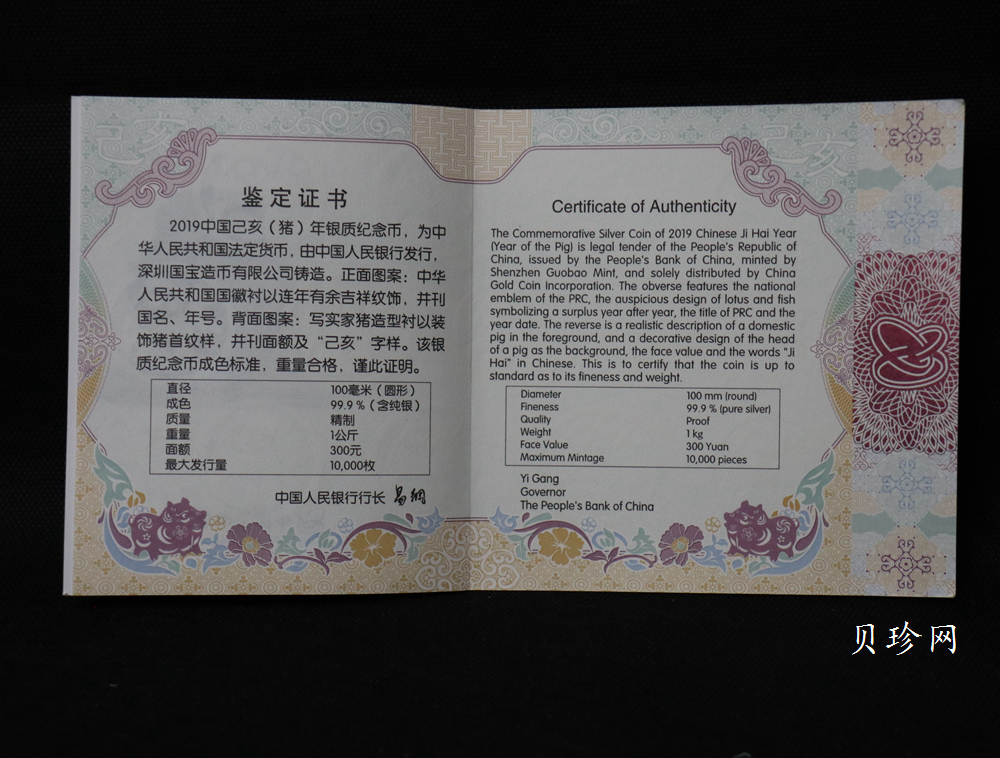 己亥
鉴定证书
2019中国己亥（猪）年银质纪念币，为中
华人民共和国法定货币，由中国人民银行发行，
深圳国宝造币有限公司铸造。正面图案：中华
人民共和国国徽衬以连年有余吉祥纹饰，并刊
国名、年号。背面图案：写实家猪造型衬以装
饰猪首纹样，并刊面额及“己亥”字样。该银
质纪念币成色标准，重量合格，谨此证明。
直径 100毫米（圆形）
成色 99.9%（含纯银）
质量 精制
重量 1公斤
面额 300元
最大发行量 10,000枚
中国人民银行行长 易纲
己亥
Certificate of Authenticity
The Commemorative Silver Coin of 2019 Chinese Ji Hai Year
(Year of the Pig) is legal tender of the People's Republic of
China, issued by the People's Bank of China, minted by
Shenzhen Guobao Mint, and solely distributed by China
Gold Coin Incorporation. The obverse features the national
emblem of the PRC, the auspicious design of lotus and fish
symbolizing a surplus year after year, the title of PRC and the
year date. The reverse is a realistic description of a domestic
pig in the foreground, and a decorative design of the head
of a pig as the background, the face value and the words "Ji
Hai" in Chinese. This is to certify that the coin is up to
standard as to its fineness and weight.
Diameter 100 mm (round)
Fineness 99.9 % (pure silver)
Quality Proof
Weight 1 kg
Face Value 300 Yuan
Maximum Mintage 10,000 pieces
Yi Gang
Governor
The People's Bank of China
贝珍网